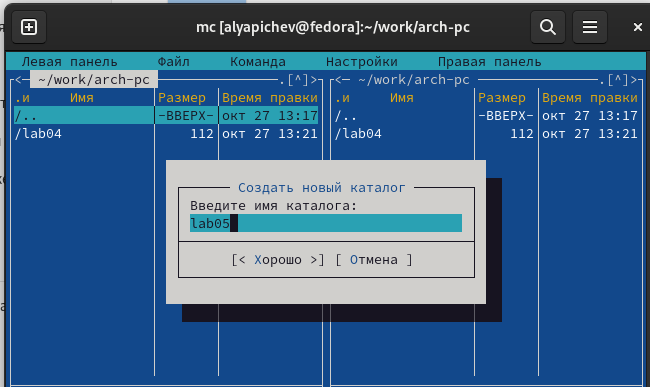 mc [alyapichev@fedora]:~/work/arch-pc
Левая панель Файл Команда Настройки Правая панель
<─ ~/work/arch-pc .[^]> <─ ~/work/arch-pc .[^]>
.и Имя Размер Время правки .и Имя Размер Время правки
/.. -ВВЕРХ- окт 27 13:17 /.. -ВВЕРХ- окт 27 13:17
/lab04 112 окт 27 13:21 /lab04 112 окт 27 13:21
Создать новый каталог
Введите имя каталога:
lab05
[< Хорошо >] [ Отмена ]